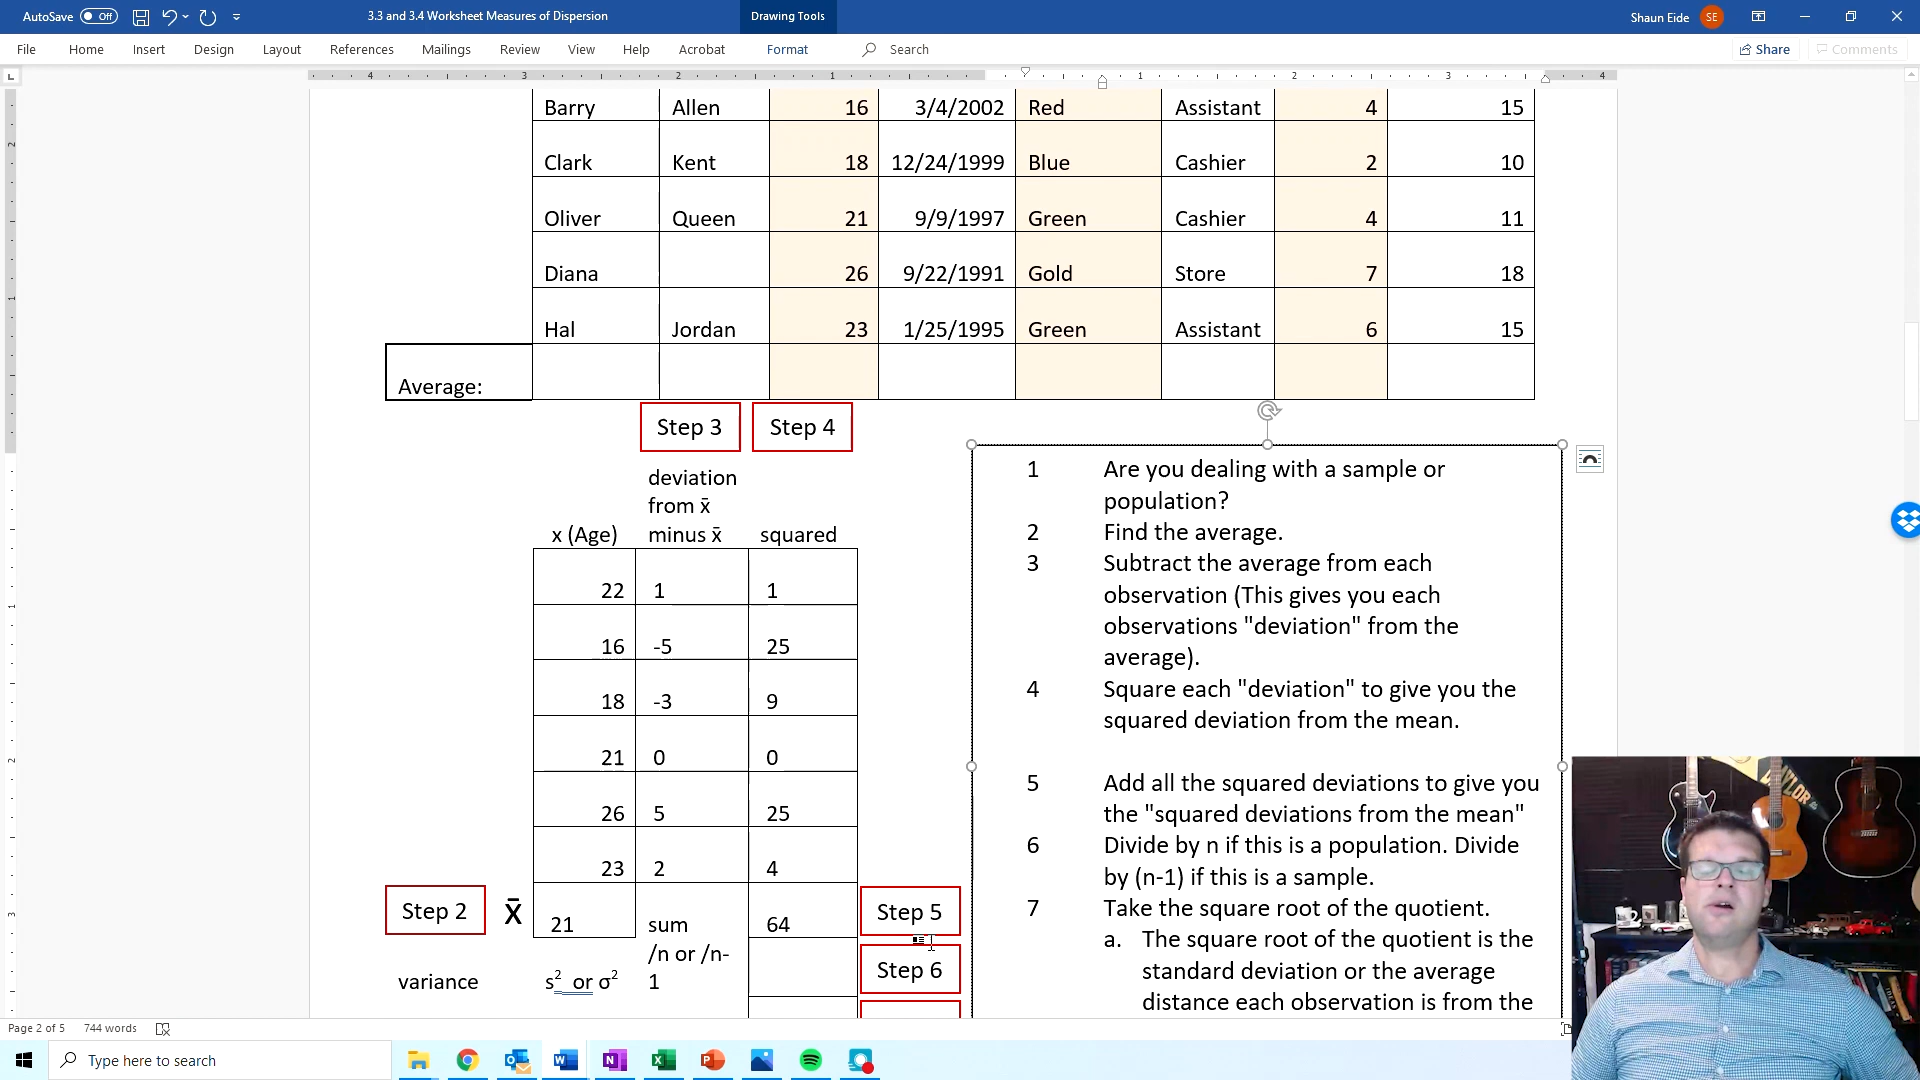 AutoSave Off 3.3 and 3.4 Worksheet Measures of Dispersion Drawing Tools Shaun Eide SE
File Home Insert Design Layout References Mailings Review View Help Acrobat Format Search Share Comments
4 3 2 1 1 2 3 4
Barry Allen 16 3/4/2002 Red Assistant 4 15
Clark Kent 18 12/24/1999 Blue Cashier 2 10
Oliver Queen 21 9/9/1997 Green Cashier 4 11
Diana 26 9/22/1991 Gold Store 7 18
Hal Jordan 23 1/25/1995 Green Assistant 6 15
Average:
Step 3 Step 4
deviation
from x̄
x (Age) minus x̄ squared
22 1 1
16 -5 25
18 -3 9
21 0 0
26 5 25
23 2 4
Step 2 x̄ 21 sum 64 Step 5
/n or /n-
variance s² or σ² 1 Step 6
1 Are you dealing with a sample or
population?
2 Find the average.
3 Subtract the average from each
observation (This gives you each
observations "deviation" from the
average).
4 Square each "deviation" to give you the
squared deviation from the mean.
5 Add all the squared deviations to give you
the "squared deviations from the mean"
6 Divide by n if this is a population. Divide
by (n-1) if this is a sample.
7 Take the square root of the quotient.
a. The square root of the quotient is the
standard deviation or the average
distance each observation is from the
Page 2 of 5 744 words
Type here to search